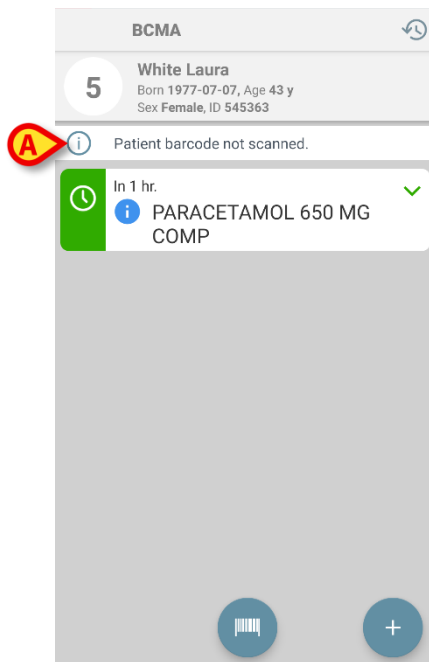 BCMA
5
White Laura
Born 1977-07-07, Age 43 y
Sex Female, ID 545363
A
Patient barcode not scanned.
In 1 hr.
PARACETAMOL 650 MG
COMP